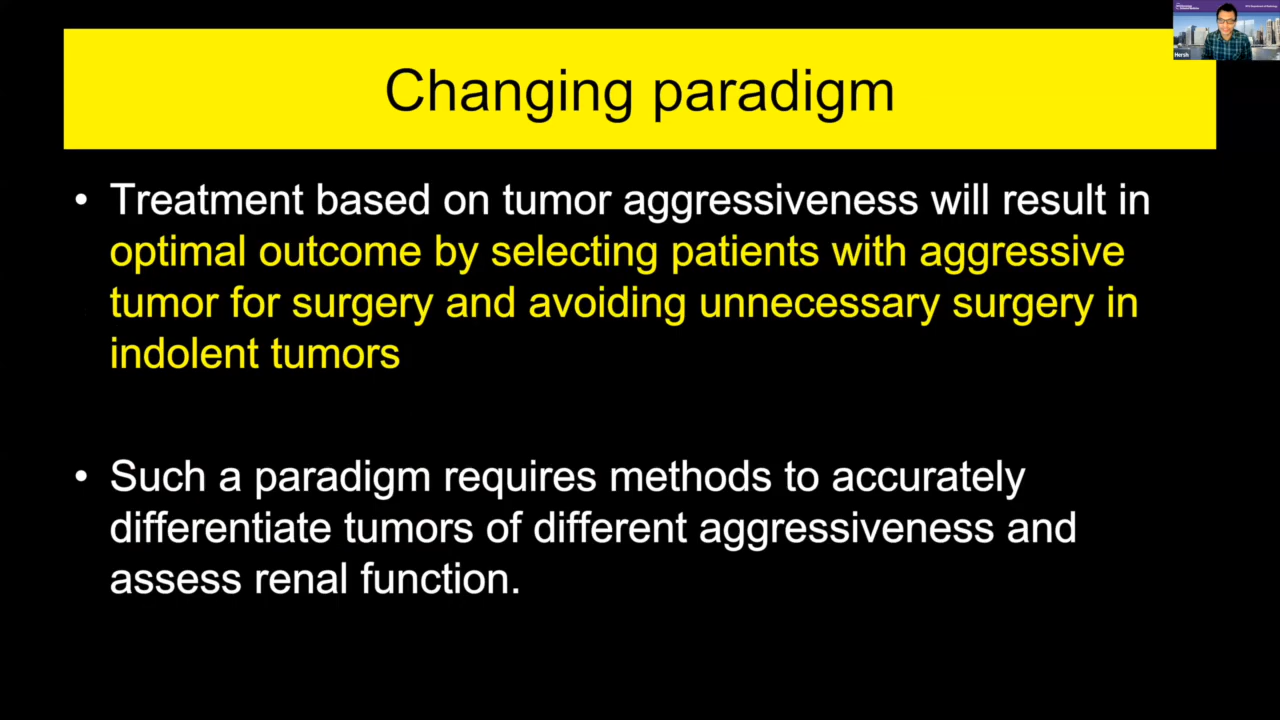 Changing paradigm
• Treatment based on tumor aggressiveness will result in
optimal outcome by selecting patients with aggressive
tumor for surgery and avoiding unnecessary surgery in
indolent tumors
• Such a paradigm requires methods to accurately
differentiate tumors of different aggressiveness and
assess renal function.
Hersh